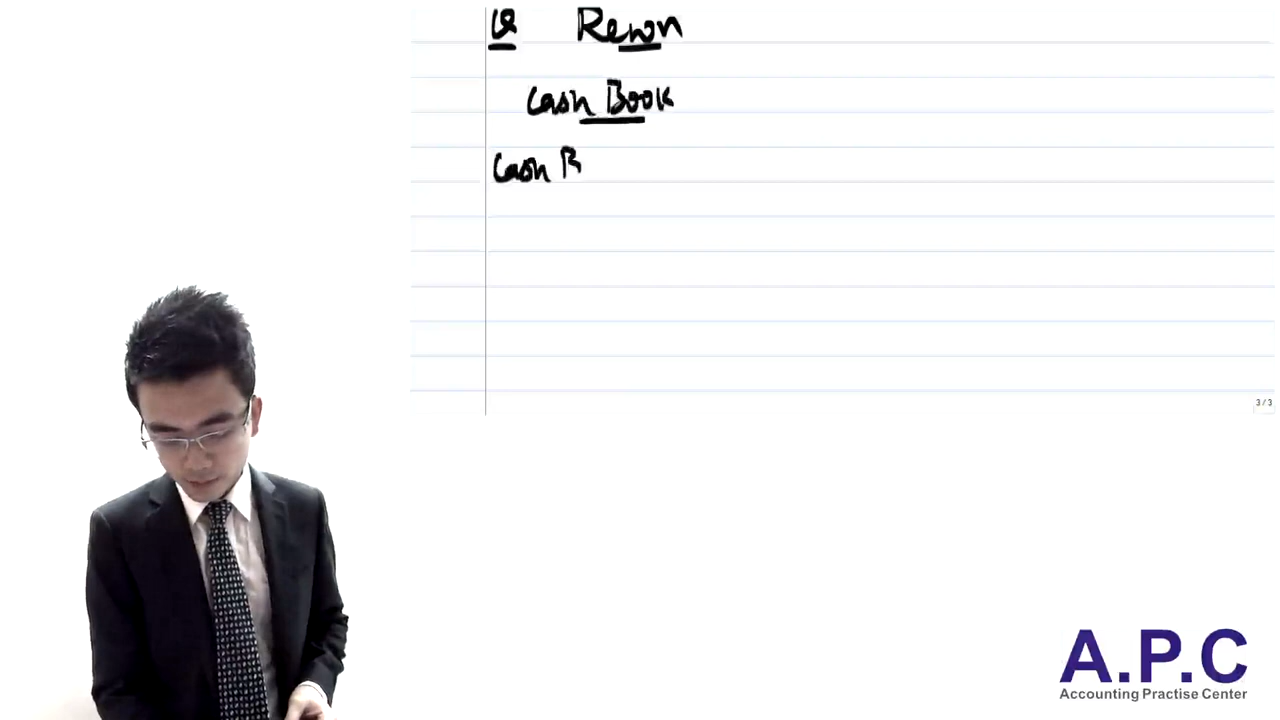 Q Recon
Cash Book
Cash B
3 / 3
A.P.C
Accounting Practise Center